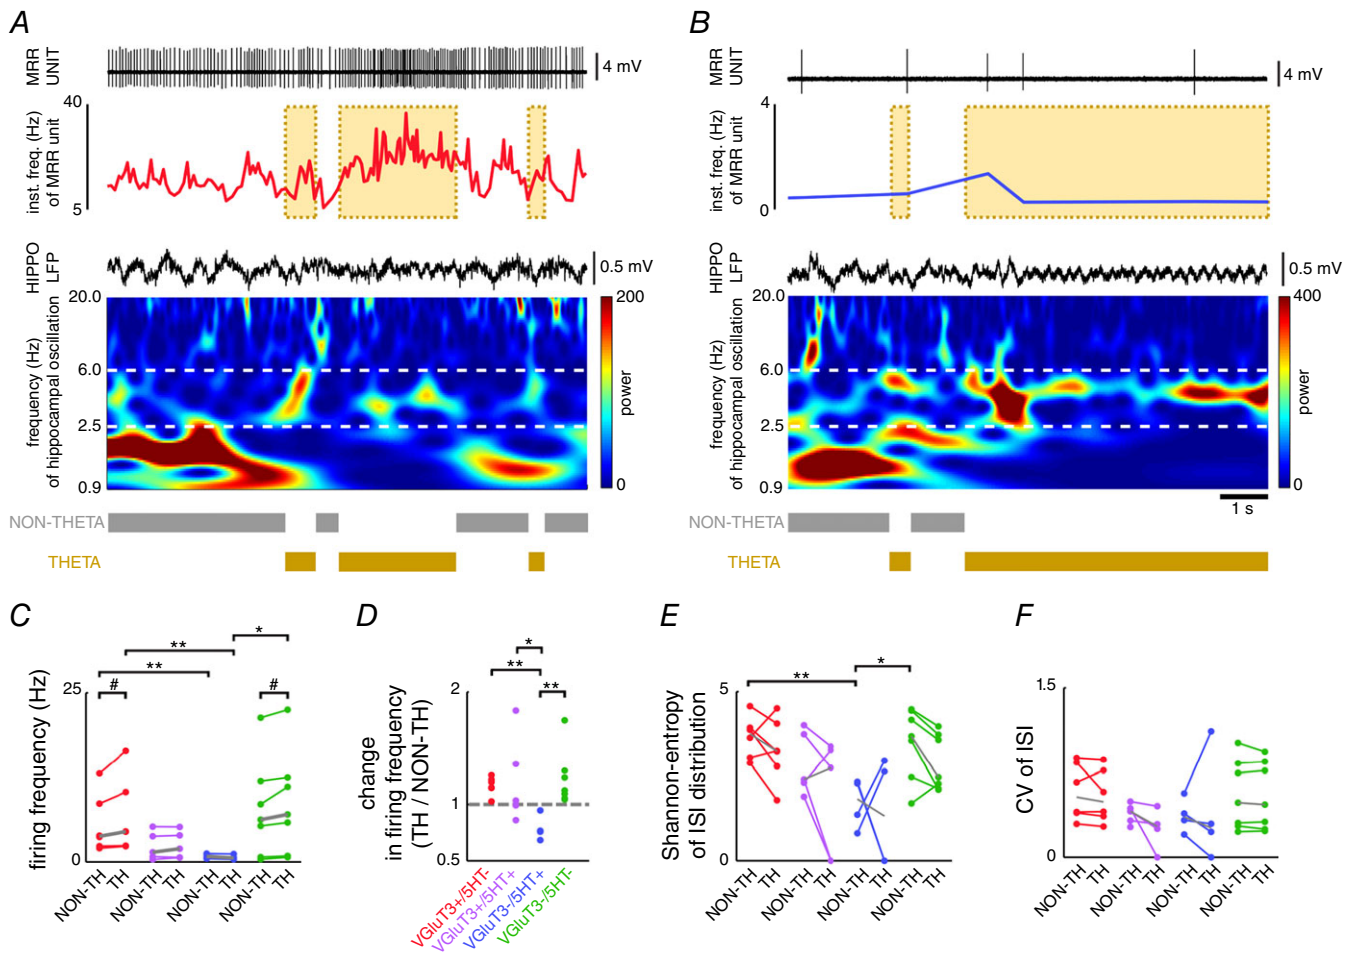 A
MRR
UNIT
4 mV
40
inst. freq. (Hz)
of MRR unit
5
HIPPO
LFP
0.5 mV
20.0
6.0
2.5
0.9
frequency (Hz)
of hippocampal oscillation
200
power
0
NON-THETA
THETA
B
MRR
UNIT
4 mV
4
inst. freq. (Hz)
of MRR unit
0
HIPPO
LFP
0.5 mV
20.0
6.0
2.5
0.9
frequency (Hz)
of hippocampal oscillation
400
power
0
1 s
NON-THETA
THETA
C
firing frequency (Hz)
25
0
#
**
**
*
#
NON-TH
TH
NON-TH
TH
NON-TH
TH
NON-TH
TH
D
change
in firing frequency
(TH / NON-TH)
2
1
0.5
*
**
**
VGluT3+/5HT-
VGluT3+/5HT+
VGluT3-/5HT+
VGluT3-/5HT-
E
Shannon-entropy
of ISI distribution
5
0
**
*
NON-TH
TH
NON-TH
TH
NON-TH
TH
NON-TH
TH
F
CV of ISI
1.5
0
NON-TH
TH
NON-TH
TH
NON-TH
TH
NON-TH
TH